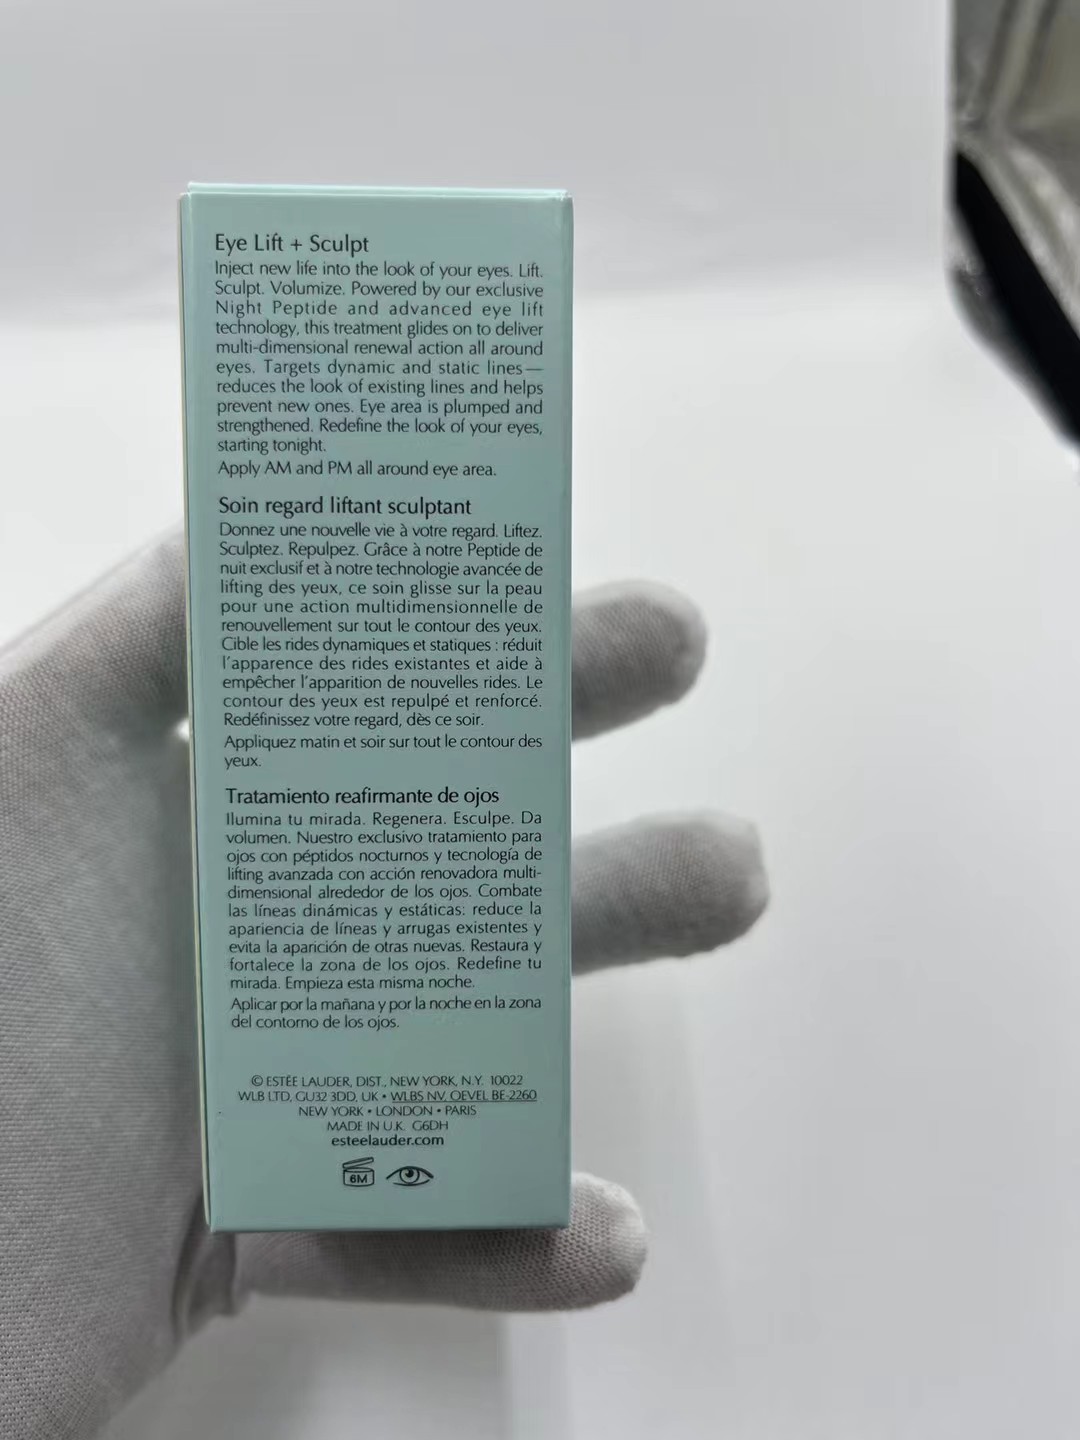 Eye Lift + Sculpt
Inject new life into the look of your eyes. Lift.
Sculpt. Volumize. Powered by our exclusive
Night Peptide and advanced eye lift
technology, this treatment glides on to deliver
multi-dimensional renewal action all around
eyes. Targets dynamic and static lines—
reduces the look of existing lines and helps
prevent new ones. Eye area is plumped and
strengthened. Redefine the look of your eyes,
starting tonight.
Apply AM and PM all around eye area.
Soin regard liftant sculptant
Donnez une nouvelle vie à votre regard. Liftez.
Sculptez. Repulpez. Grâce à notre Peptide de
nuit exclusif et à notre technologie avancée de
lifting des yeux, ce soin glisse sur la peau
pour une action multidimensionnelle de
renouvellement sur tout le contour des yeux.
Cible les rides dynamiques et statiques : réduit
l'apparence des rides existantes et aide à
empêcher l'apparition de nouvelles rides. Le
contour des yeux est repulpé et renforcé.
Redéfinissez votre regard, dès ce soir.
Appliquez matin et soir sur tout le contour des
yeux.
Tratamiento reafirmante de ojos
Ilumina tu mirada. Regenera. Esculpe. Da
volumen. Nuestro exclusivo tratamiento para
ojos con péptidos nocturnos y tecnología de
lifting avanzada con acción renovadora multi-
dimensional alrededor de los ojos. Combate
las líneas dinámicas y estáticas: reduce la
apariencia de líneas y arrugas existentes y
evita la aparición de otras nuevas. Restaura y
fortalece la zona de los ojos. Redefine tu
mirada. Empieza esta misma noche.
Aplicar por la mañana y por la noche en la zona
del contorno de los ojos.
© ESTÉE LAUDER, DIST., NEW YORK, N.Y. 10022
WLB LTD, GU32 3DD, UK • WLBS NV. OEVEL BE-2260
NEW YORK • LONDON • PARIS
MADE IN U.K. G6DH
esteelauder.com
6M